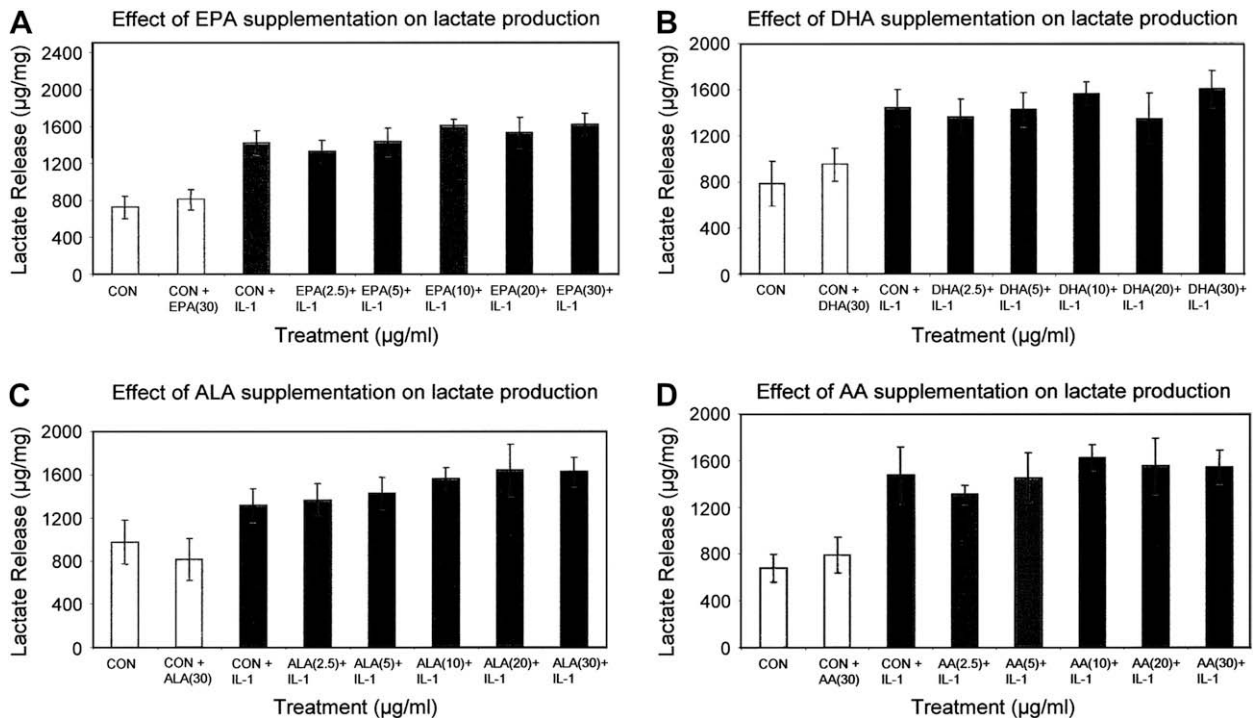 A
Effect of EPA supplementation on lactate production
Lactate Release (µg/mg)
2400
2000
1600
1200
800
400
0
CON
CON +
EPA(30)
CON +
IL-1
EPA(2.5)+
IL-1
EPA(5)+
IL-1
EPA(10)+
IL-1
EPA(20)+
IL-1
EPA(30)+
IL-1
Treatment (µg/ml)
B
Effect of DHA supplementation on lactate production
Lactate Release (µg/mg)
2000
1600
1200
800
400
0
CON
CON +
DHA(30)
CON +
IL-1
DHA(2.5)+
IL-1
DHA(5)+
IL-1
DHA(10)+
IL-1
DHA(20)+
IL-1
DHA(30)+
IL-1
Treatment (µg/ml)
C
Effect of ALA supplementation on lactate production
Lactate Release (µg/mg)
2000
1600
1200
800
400
0
CON
CON +
ALA(30)
CON +
IL-1
ALA(2.5)+
IL-1
ALA(5)+
IL-1
ALA(10)+
IL-1
ALA(20)+
IL-1
ALA(30)+
IL-1
Treatment (µg/ml)
D
Effect of AA supplementation on lactate production
Lactate Release (µg/mg)
2000
1600
1200
800
400
0
CON
CON +
AA(30)
CON +
IL-1
AA(2.5)+
IL-1
AA(5)+
IL-1
AA(10)+
IL-1
AA(20)+
IL-1
AA(30)+
IL-1
Treatment (µg/ml)